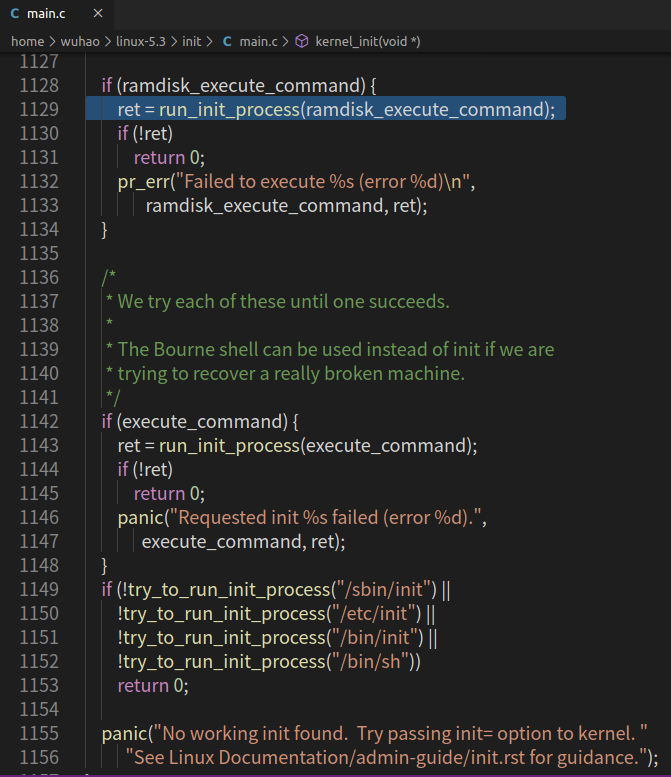 main.c ×
home > wuhao > linux-5.3 > init > C main.c > kernel_init(void *)
1127
1128 if (ramdisk_execute_command) {
1129 ret = run_init_process(ramdisk_execute_command);
1130 if (!ret)
1131 return 0;
1132 pr_err("Failed to execute %s (error %d)\n",
1133 ramdisk_execute_command, ret);
1134 }
1135
1136 /*
1137 * We try each of these until one succeeds.
1138 *
1139 * The Bourne shell can be used instead of init if we are
1140 * trying to recover a really broken machine.
1141 */
1142 if (execute_command) {
1143 ret = run_init_process(execute_command);
1144 if (!ret)
1145 return 0;
1146 panic("Requested init %s failed (error %d).",
1147 execute_command, ret);
1148 }
1149 if (!try_to_run_init_process("/sbin/init") ||
1150 !try_to_run_init_process("/etc/init") ||
1151 !try_to_run_init_process("/bin/init") ||
1152 !try_to_run_init_process("/bin/sh"))
1153 return 0;
1154
1155 panic("No working init found.  Try passing init= option to kernel. "
1156 "See Linux Documentation/admin-guide/init.rst for guidance.");